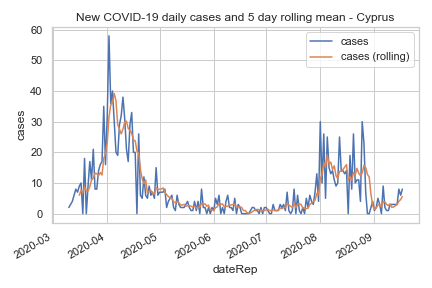 New COVID-19 daily cases and 5 day rolling mean - Cyprus
cases
cases (rolling)
60
50
40
30
20
10
0
cases
2020-03
2020-04
2020-05
2020-06
2020-07
2020-08
2020-09
dateRep